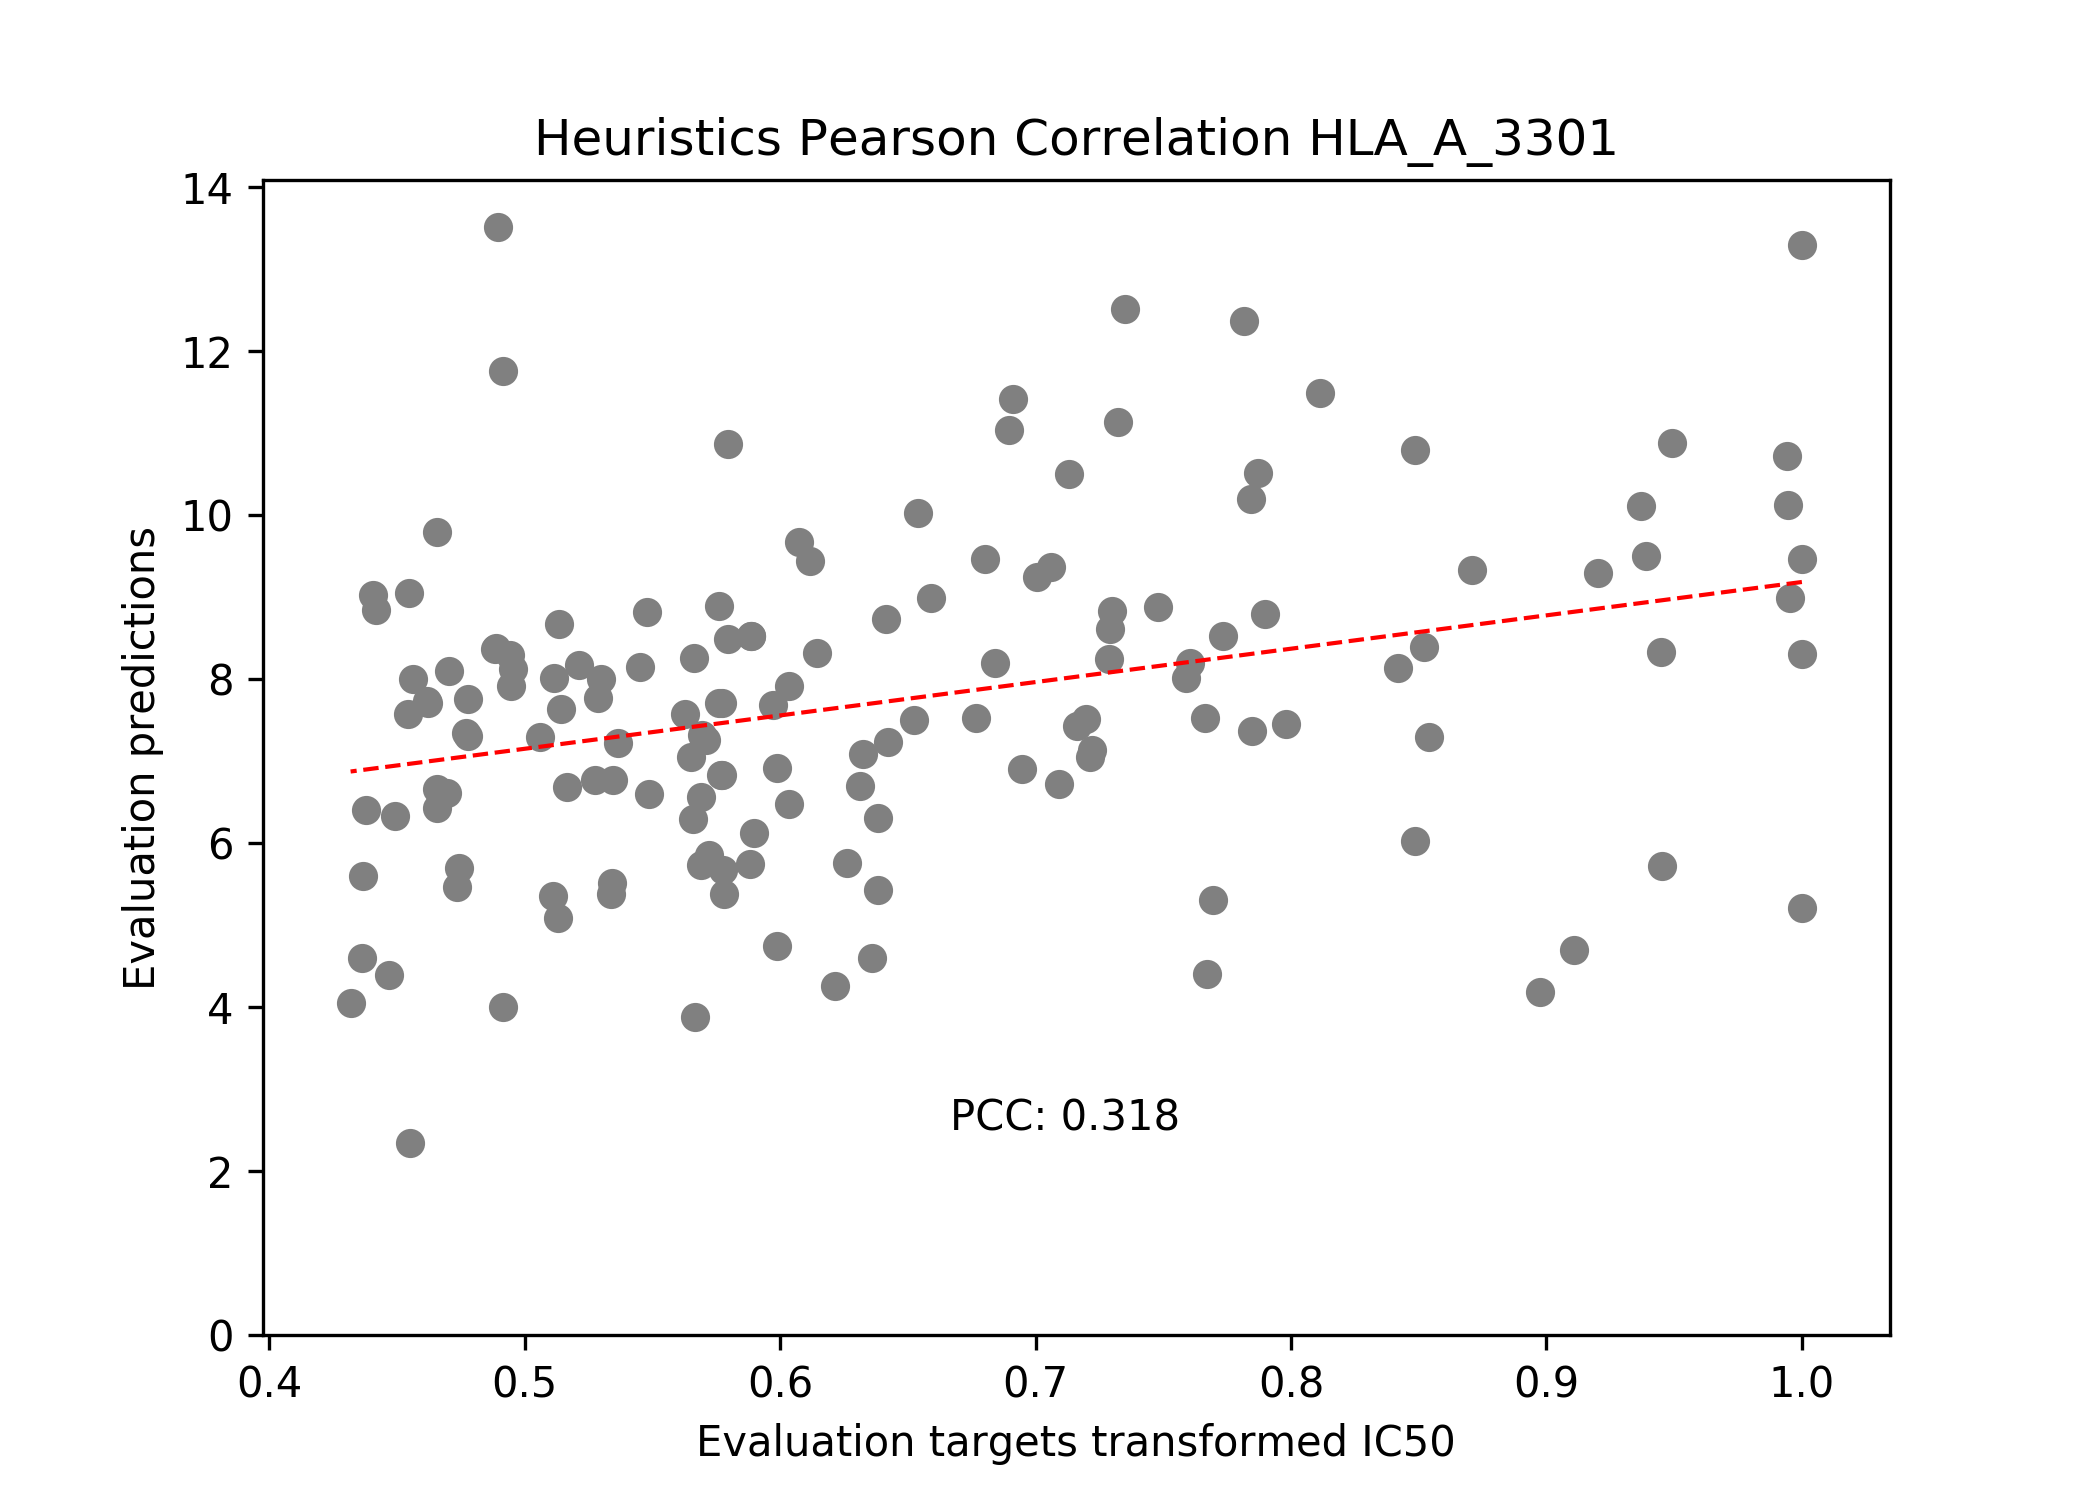 Heuristics Pearson Correlation HLA_A_3301
14
12
10
8
6
4
2
0
Evaluation predictions
PCC: 0.318
0.4 0.5 0.6 0.7 0.8 0.9 1.0
Evaluation targets transformed IC50